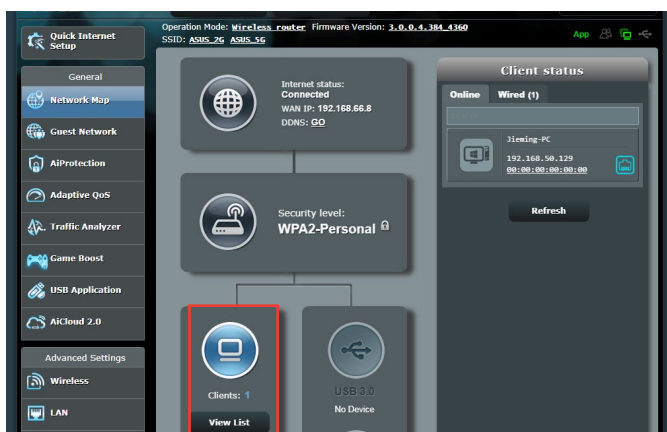 Operation Mode: Wireless router Firmware Version: 3.0.0.4.384_4360
SSID: ASUS_2G ASUS_5G
App
Quick Internet
Setup
General
Network Map
Guest Network
AiProtection
Adaptive QoS
Traffic Analyzer
Game Boost
USB Application
AiCloud 2.0
Advanced Settings
Wireless
LAN
Internet status:
Connected
WAN IP: 192.168.66.8
DDNS: GO
Security level:
WPA2-Personal
Clients: 1
View List
USB 3.0
No Device
Client status
Online Wired (1)
Jieming-PC
192.168.50.129
00:00:00:00:00:00
Refresh